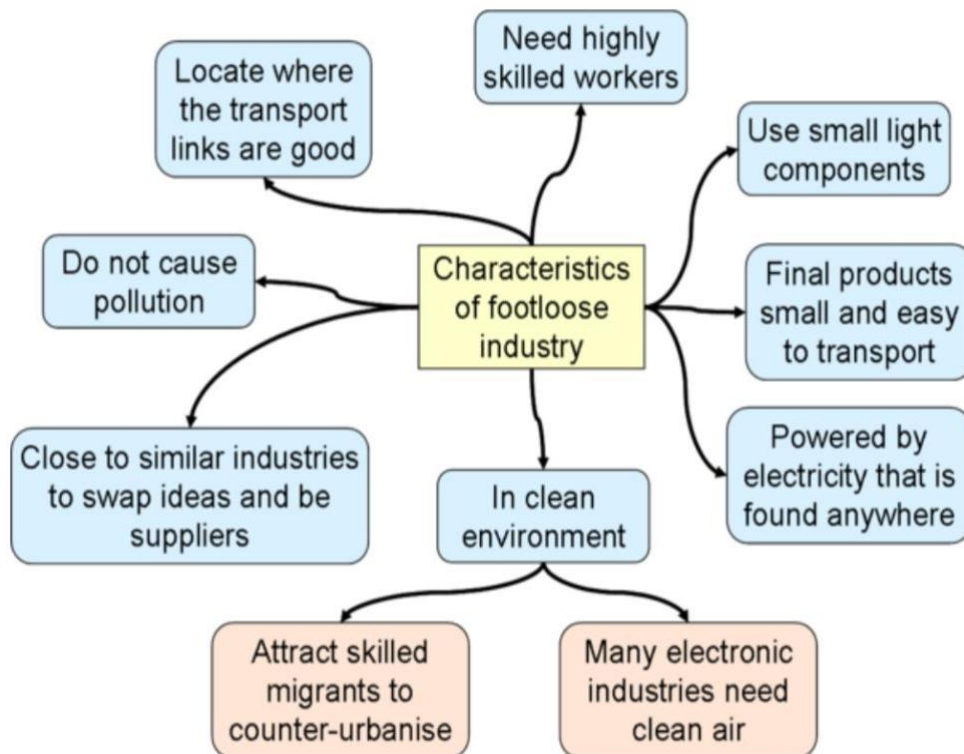 Need highly
skilled workers
Locate where
the transport
links are good
Use small light
components
Do not cause
pollution
Characteristics
of footloose
industry
Final products
small and easy
to transport
Close to similar industries
to swap ideas and be
suppliers
In clean
environment
Powered by
electricity that is
found anywhere
Attract skilled
migrants to
counter-urbanise
Many electronic
industries need
clean air